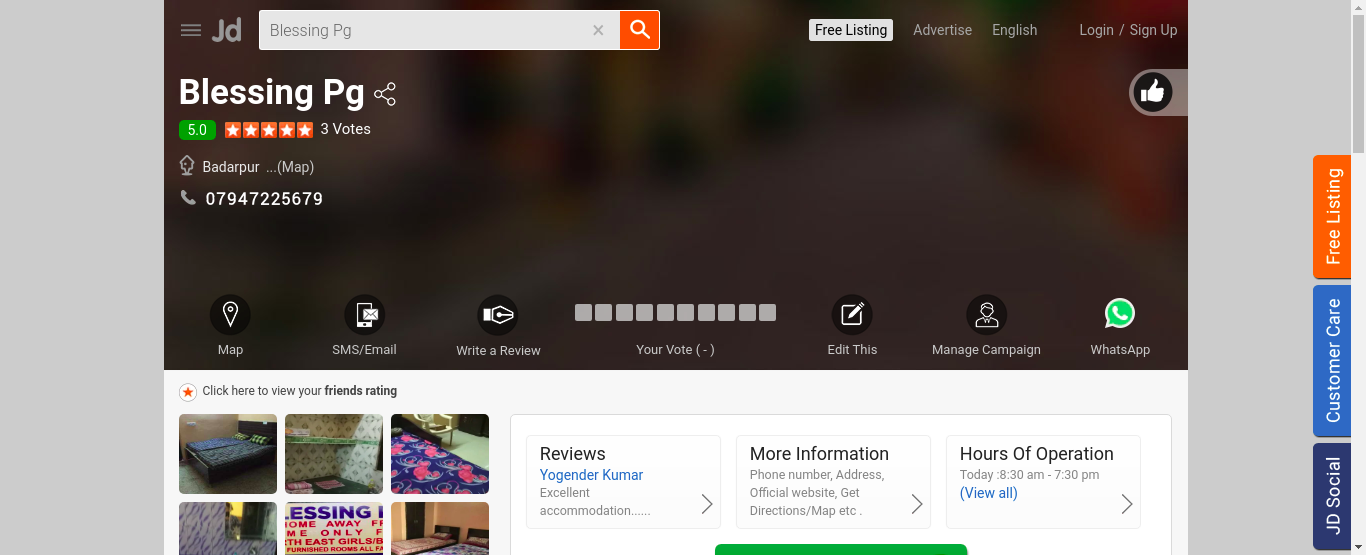 Jd
Blessing Pg
Free Listing
Advertise
English
Login / Sign Up
Blessing Pg
5.0
3 Votes
Badarpur ...(Map)
07947225679
Map
SMS/Email
Write a Review
Your Vote ( - )
Edit This
Manage Campaign
WhatsApp
Free Listing
Customer Care
JD Social
Click here to view your friends rating
Reviews
Yogender Kumar
Excellent
accommodation......
More Information
Phone number, Address,
Official website, Get
Directions/Map etc .
Hours Of Operation
Today :8:30 am - 7:30 pm
(View all)
LESSING
HOME AWAY FR
ME ONLY F
TH EAST GIRLS/B
FURNISHED ROOMS ALL FA